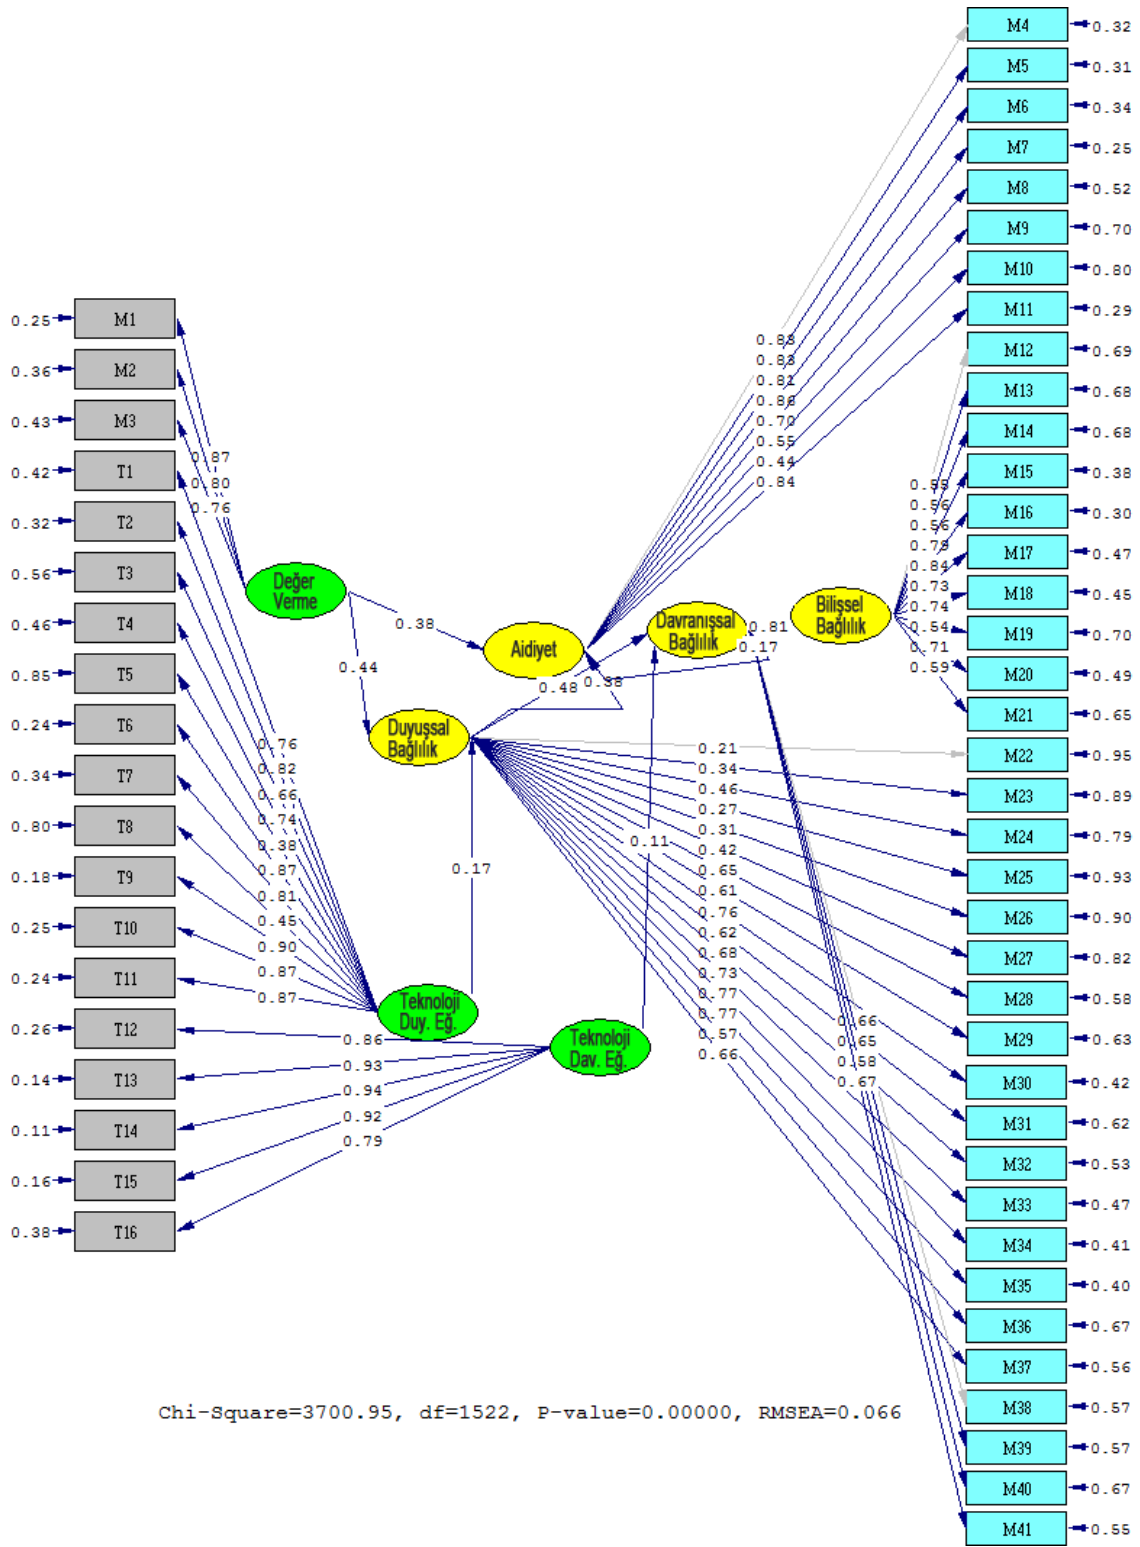 M4 0.32
M5 0.31
M6 0.34
M7 0.25
M8 0.52
M9 0.70
M10 0.80
M11 0.29
M12 0.69
M13 0.68
M14 0.68
M15 0.38
M16 0.30
M17 0.47
M18 0.45
M19 0.70
M20 0.49
M21 0.65
M22 0.95
M23 0.89
M24 0.79
M25 0.93
M26 0.90
M27 0.82
M28 0.58
M29 0.63
M30 0.42
M31 0.62
M32 0.53
M33 0.47
M34 0.41
M35 0.40
M36 0.67
M37 0.56
M38 0.57
M39 0.57
M40 0.67
M41 0.55
0.25 M1
0.36 M2
0.43 M3
0.42 T1
0.32 T2
0.56 T3
0.46 T4
0.85 T5
0.24 T6
0.34 T7
0.80 T8
0.18 T9
0.25 T10
0.24 T11
0.26 T12
0.14 T13
0.11 T14
0.16 T15
0.38 T16
0.87
0.80
0.76
0.76
0.82
0.66
0.74
0.38
0.87
0.81
0.45
0.90
0.87
0.87
0.86
0.93
0.94
0.92
0.79
Değer
Verme
0.38
0.44
Aidiyet
Duyuşsal
Bağlılık
Davranışsal
Bağlılık
Bilişsel
Bağlılık
Teknoloji
Duy. Eğ.
Teknoloji
Dav. Eğ.
0.48
0.38
0.81
0.17
0.17
0.11
0.83
0.81
0.86
0.70
0.55
0.44
0.84
0.56
0.56
0.79
0.84
0.73
0.74
0.54
0.71
0.59
0.21
0.34
0.46
0.27
0.31
0.42
0.65
0.61
0.76
0.62
0.68
0.73
0.77
0.77
0.57
0.66
0.66
0.65
0.58
0.67
Chi-Square=3700.95, df=1522, P-value=0.00000, RMSEA=0.066